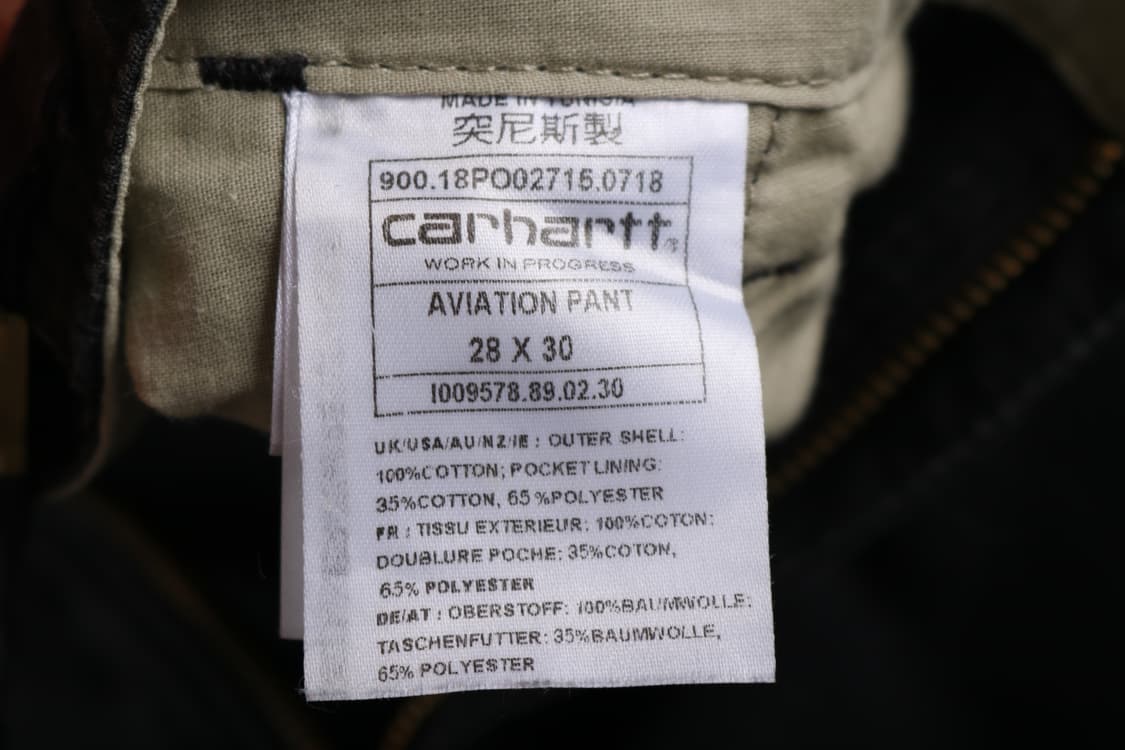 MADE IN TUNISIA
突尼斯製
900.18PO02715.0718
carhartt®
WORK IN PROGRESS
AVIATION PANT
28 X 30
I009578.89.02.30
UK/USA/AU/NZ/IE : OUTER SHELL:
100%COTTON; POCKET LINING:
35%COTTON, 65%POLYESTER
FR : TISSU EXTERIEUR: 100%COTON;
DOUBLURE POCHE: 35%COTON,
65% POLYESTER
DE/AT : OBERSTOFF: 100%BAUMWOLLE;
TASCHENFUTTER: 35%BAUMWOLLE,
65% POLYESTER